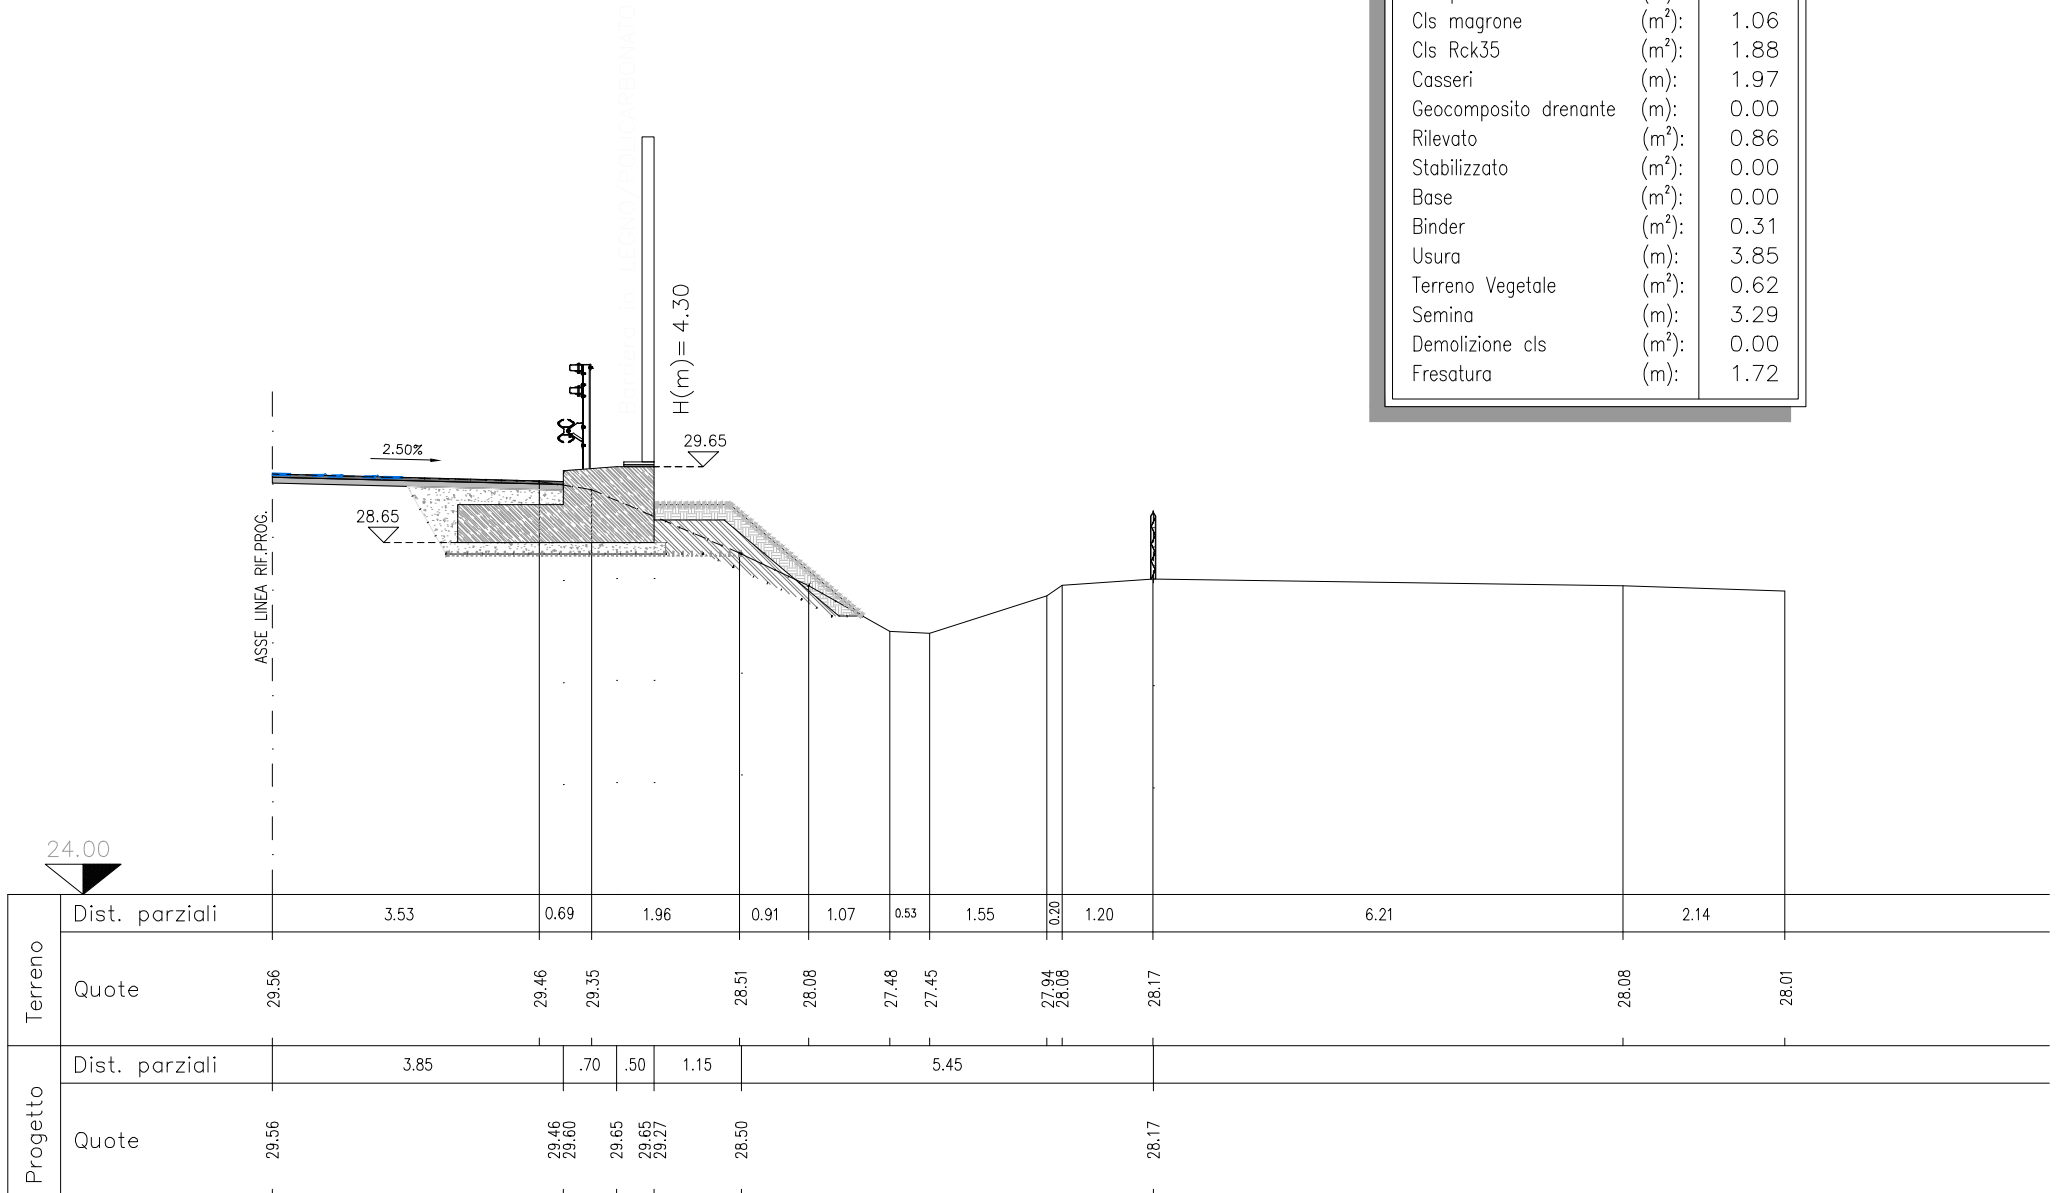 Cls magrone (m²): 1.06
Cls Rck35 (m²): 1.88
Casseri (m): 1.97
Geocomposito drenante (m): 0.00
Rilevato (m²): 0.86
Stabilizzato (m²): 0.00
Base (m²): 0.00
Binder (m²): 0.31
Usura (m): 3.85
Terreno Vegetale (m²): 0.62
Semina (m): 3.29
Demolizione cls (m²): 0.00
Fresatura (m): 1.72
H(m)= 4.30
29.65
2.50%
28.65
ASSE LINEA RIF.PROG.
24.00
Terreno
Dist. parziali 3.53 0.69 1.96 0.91 1.07 0.53 1.55 0.20 1.20 6.21 2.14
Quote 29.56 29.46 29.35 28.51 28.08 27.48 27.45 27.94 28.08 28.17 28.08 28.01
Progetto
Dist. parziali 3.85 .70 .50 1.15 5.45
Quote 29.56 29.46 29.60 29.65 29.65 29.27 28.50 28.17